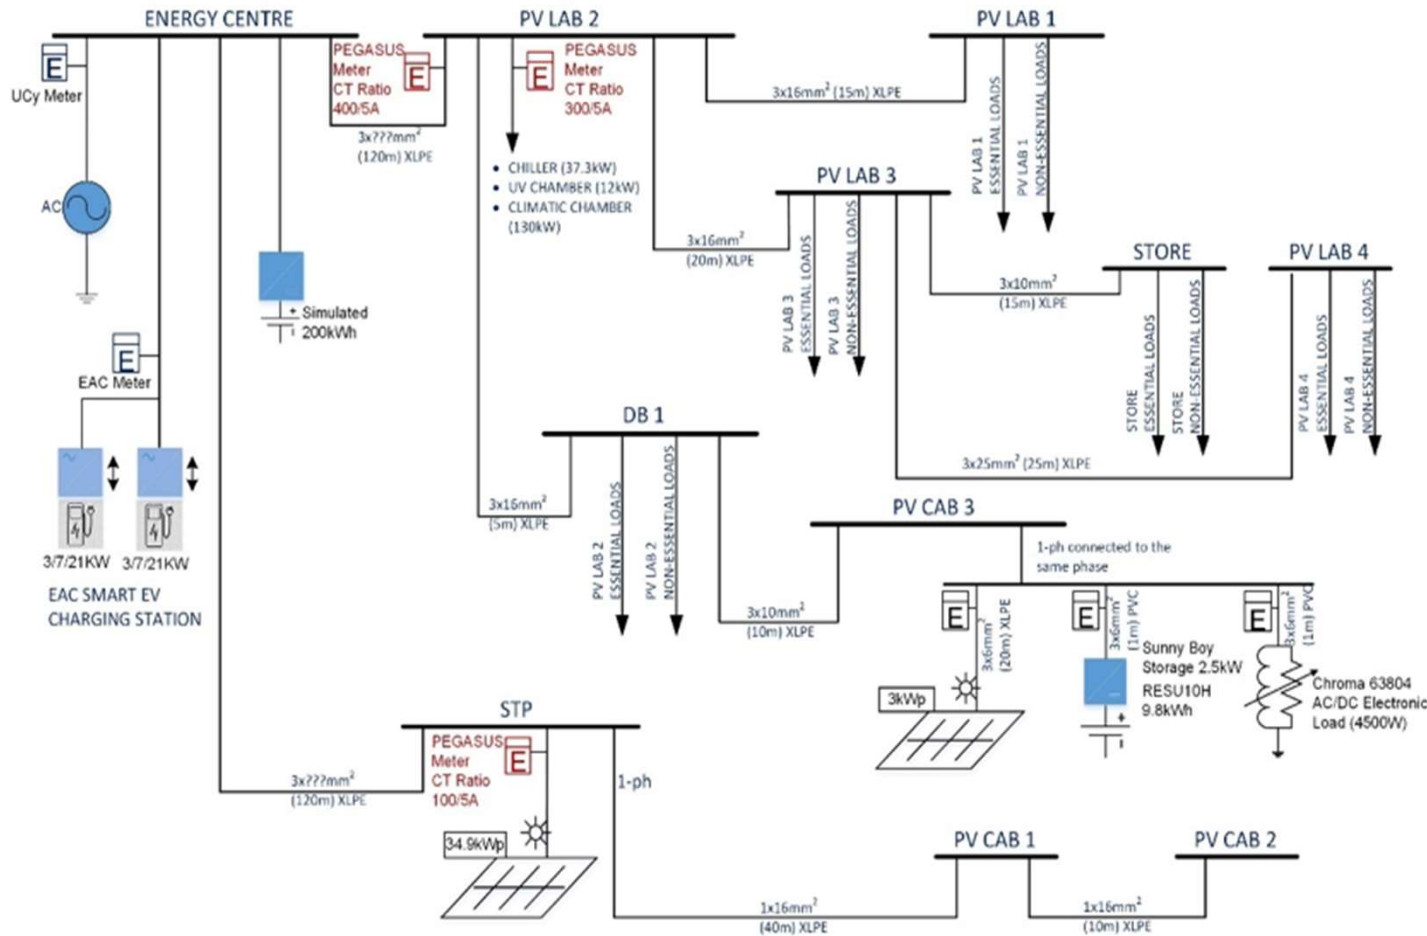 ENERGY CENTRE
PV LAB 2
PV LAB 1
E
UCy Meter
AC
PEGASUS
Meter
CT Ratio
400/5A
E
3x???mm²
(120m) XLPE
E
PEGASUS
Meter
CT Ratio
300/5A
• CHILLER (37.3kW)
• UV CHAMBER (12kW)
• CLIMATIC CHAMBER
(130kW)
3x16mm² (15m) XLPE
PV LAB 1
ESSENTIAL LOADS
PV LAB 1
NON-ESSENTIAL LOADS
+ Simulated
200kWh
E
EAC Meter
3/7/21KW
3/7/21KW
EAC SMART EV
CHARGING STATION
PV LAB 3
3x16mm²
(20m) XLPE
PV LAB 3
ESSENTIAL LOADS
PV LAB 3
NON-ESSENTIAL LOADS
STORE
PV LAB 4
3x10mm²
(15m) XLPE
STORE
ESSENTIAL LOADS
STORE
NON-ESSENTIAL LOADS
PV LAB 4
ESSENTIAL LOADS
PV LAB 4
NON-ESSENTIAL LOADS
3x25mm² (25m) XLPE
DB 1
3x16mm²
(5m) XLPE
PV LAB 2
ESSENTIAL LOADS
PV LAB 2
NON-ESSENTIAL LOADS
3x10mm²
(10m) XLPE
PV CAB 3
1-ph connected to the
same phase
E
3x6mm²
(20m) XLPE
3kWp
E
3x6mm²
(1m) PVC
Sunny Boy
Storage 2.5kW
RESU10H
9.8kWh
+
E
3x6mm²
(1m) PVC
Chroma 63804
AC/DC Electronic
Load (4500W)
STP
PEGASUS
Meter
CT Ratio
100/5A
E
34.9kWp
3x???mm²
(120m) XLPE
1-ph
PV CAB 1
PV CAB 2
1x16mm²
(40m) XLPE
1x16mm²
(10m) XLPE